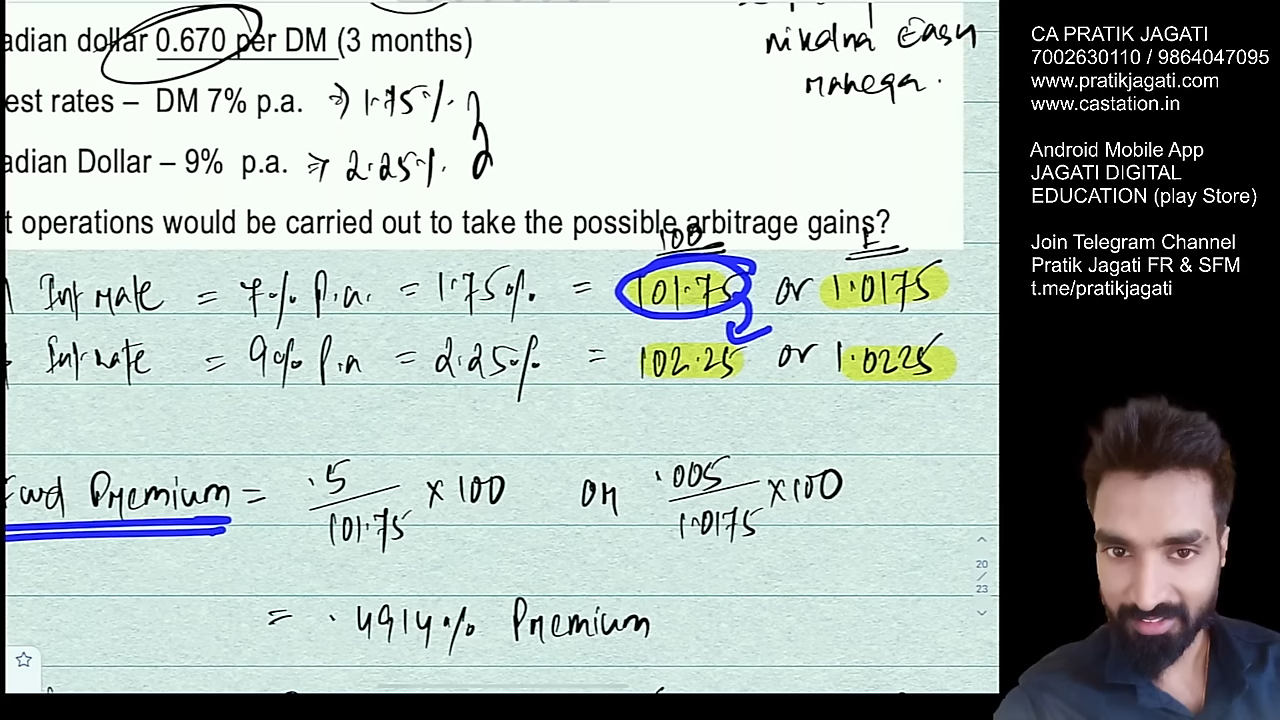 adian dollar 0.670 per DM (3 months)
nikalna Easy
rahega.
est rates – DM 7% p.a. ⇒ 1.75%.
adian Dollar – 9% p.a. ⇒ 2.25%.
t operations would be carried out to take the possible arbitrage gains?
100
1
Int rate = 7% P.a. = 1.75% = 101.75 or 1.0175
Int rate = 9% P.a = 2.25% = 102.25 or 1.0225
Fwd Premium = .5/101.75 × 100 or .005/1.0175 × 100
= .4914% Premium
20
/
23
CA PRATIK JAGATI
7002630110 / 9864047095
www.pratikjagati.com
www.castation.in
Android Mobile App
JAGATI DIGITAL
EDUCATION (play Store)
Join Telegram Channel
Pratik Jagati FR & SFM
t.me/pratikjagati